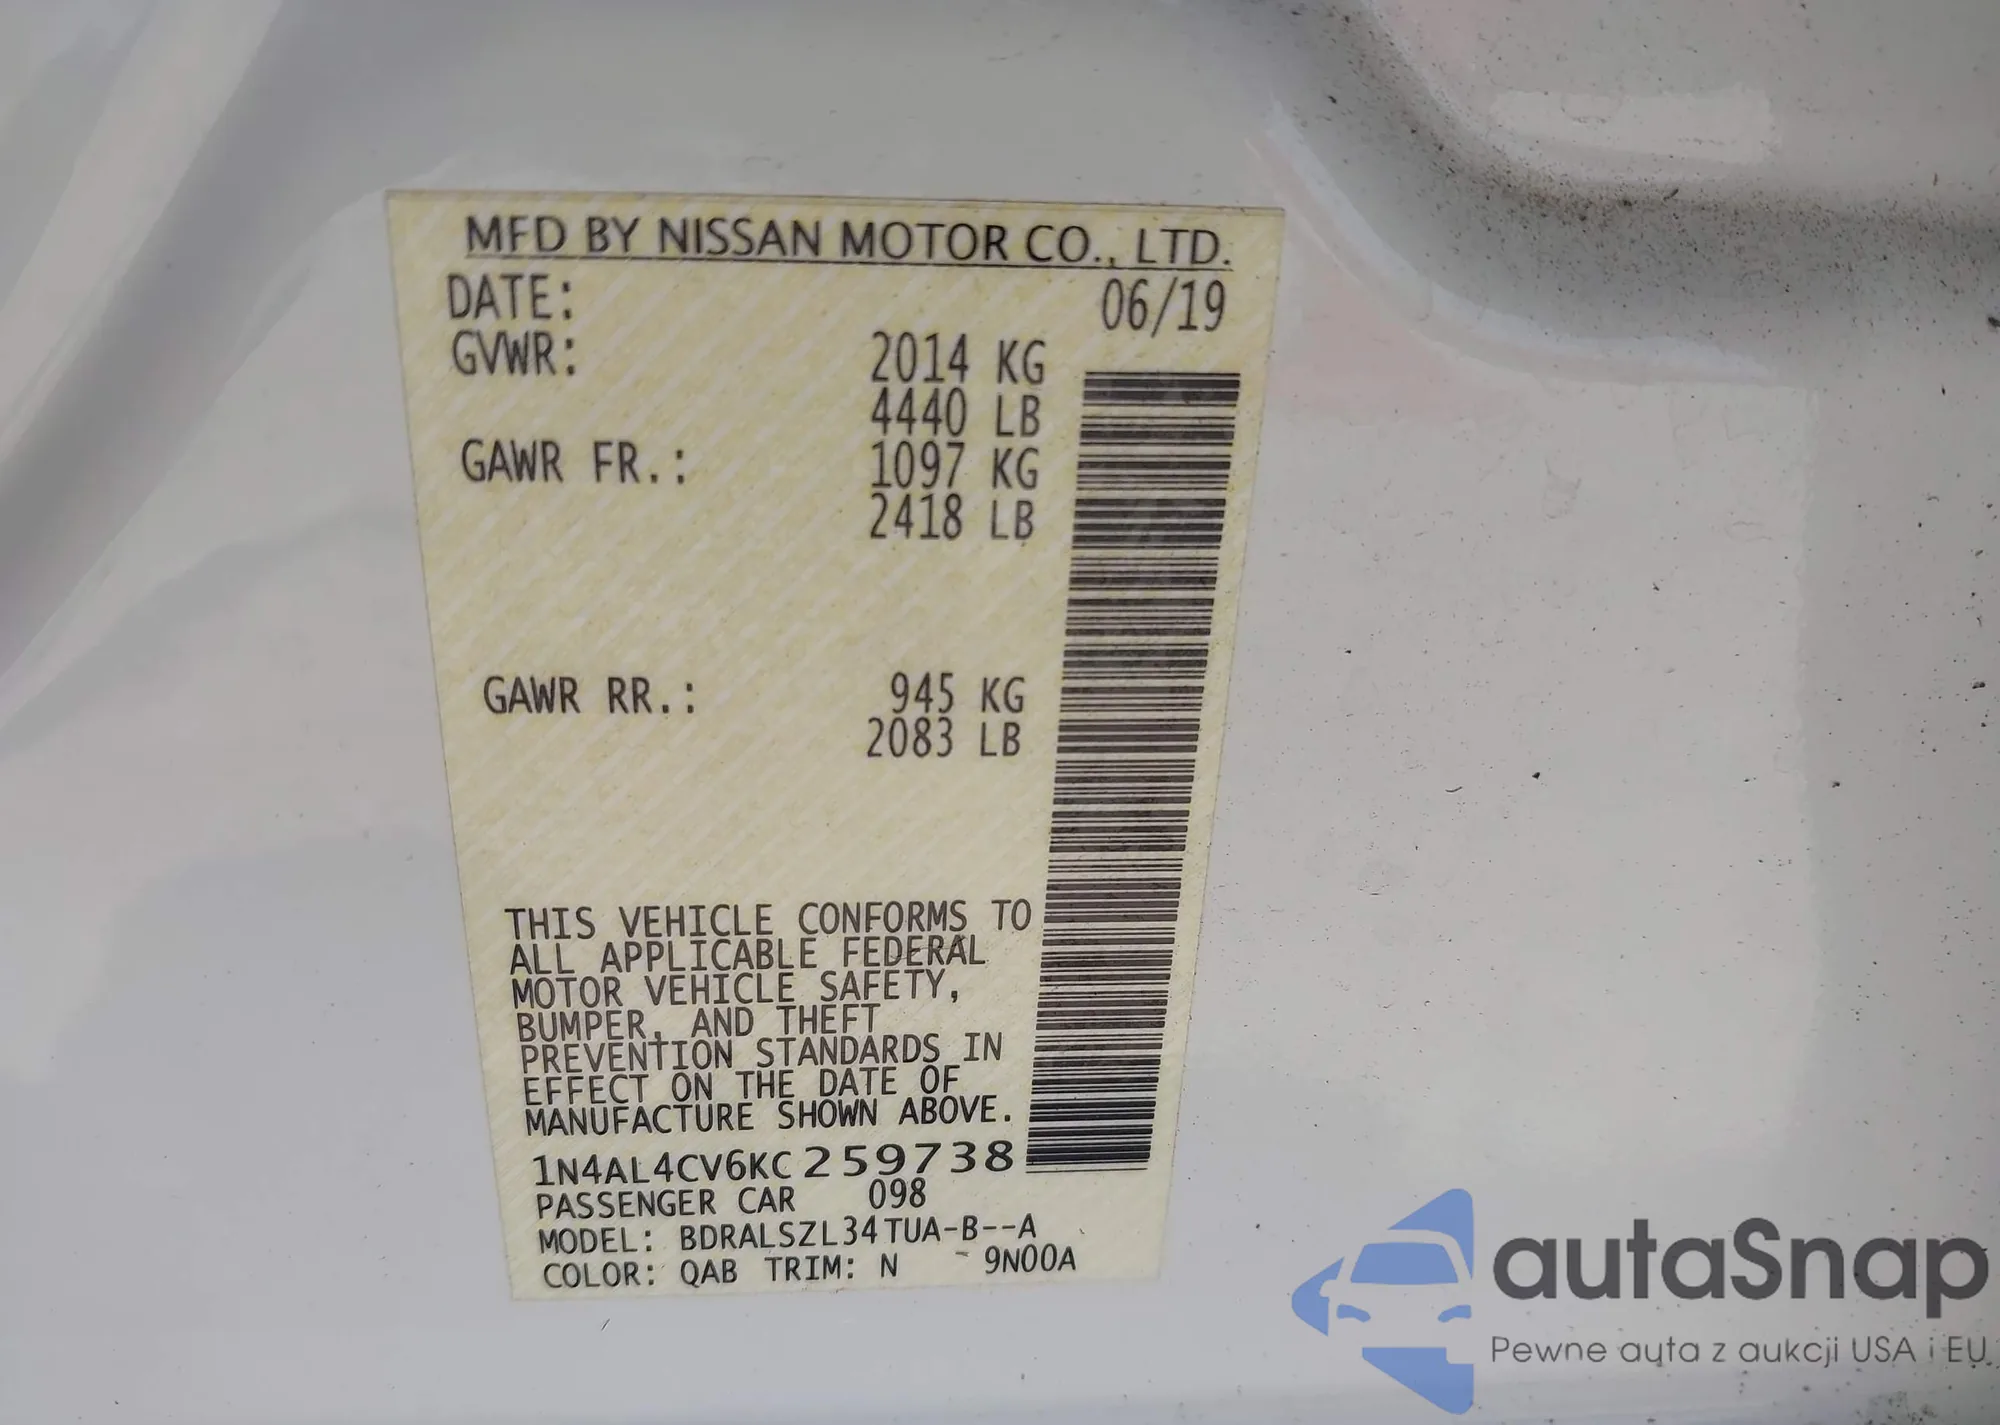 MFD BY NISSAN MOTOR CO., LTD.
DATE: 06/19
GVWR: 2014 KG
4440 LB
GAWR FR.: 1097 KG
2418 LB
GAWR RR.: 945 KG
2083 LB
THIS VEHICLE CONFORMS TO
ALL APPLICABLE FEDERAL
MOTOR VEHICLE SAFETY,
BUMPER, AND THEFT
PREVENTION STANDARDS IN
EFFECT ON THE DATE OF
MANUFACTURE SHOWN ABOVE.
1N4AL4CV6KC259738
PASSENGER CAR 098
MODEL: BDRALSZL34TUA-B--A
COLOR: QAB TRIM: N - 9N00A
autaSnap
Pewne auta z aukcji USA i EU